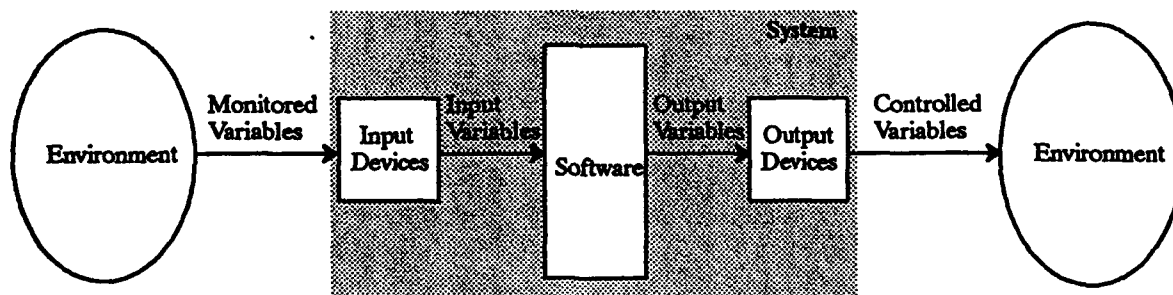 System
Environment
Monitored
Variables
Input
Devices
Input
Variables
Software
Output
Variables
Output
Devices
Controlled
Variables
Environment